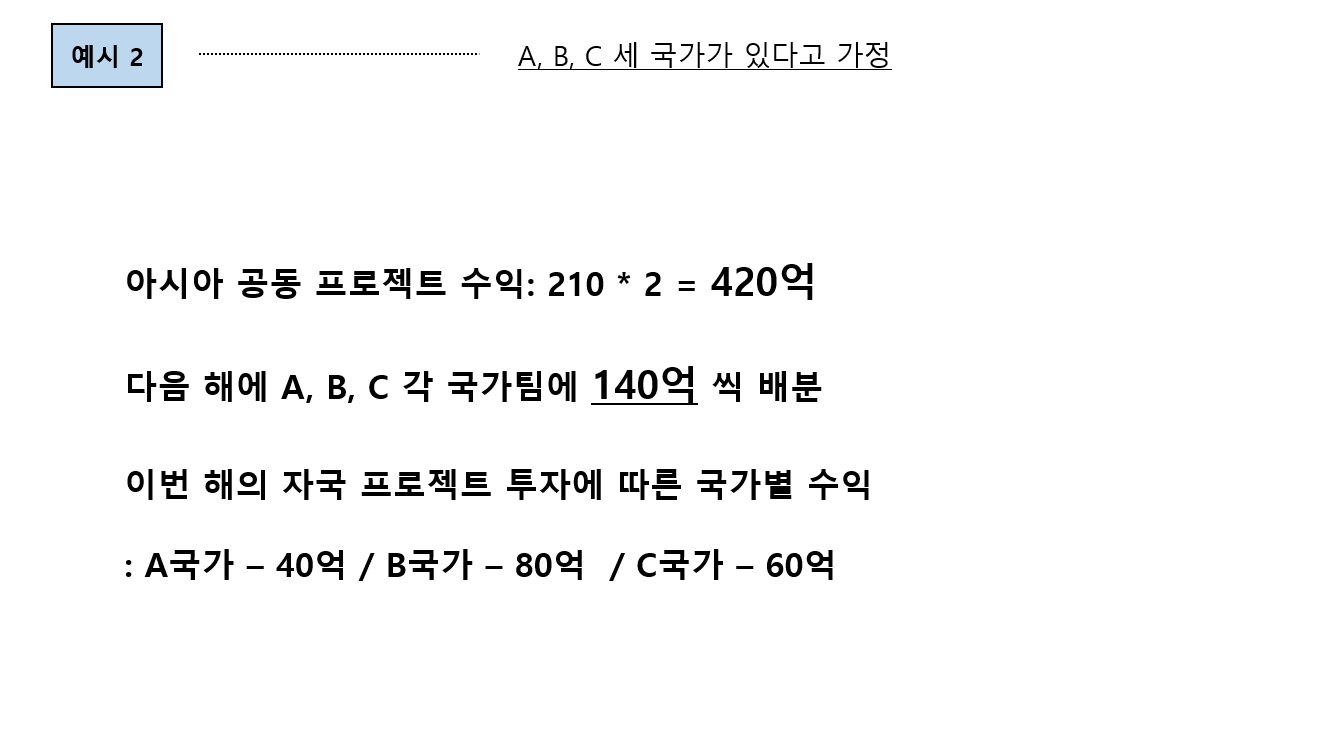 예시 2
A, B, C 세 국가가 있다고 가정
아시아 공동 프로젝트 수익: 210 * 2 = 420억
다음 해에 A, B, C 각 국가팀에 140억 씩 배분
이번 해의 자국 프로젝트 투자에 따른 국가별 수익
: A국가 – 40억 / B국가 – 80억 / C국가 – 60억